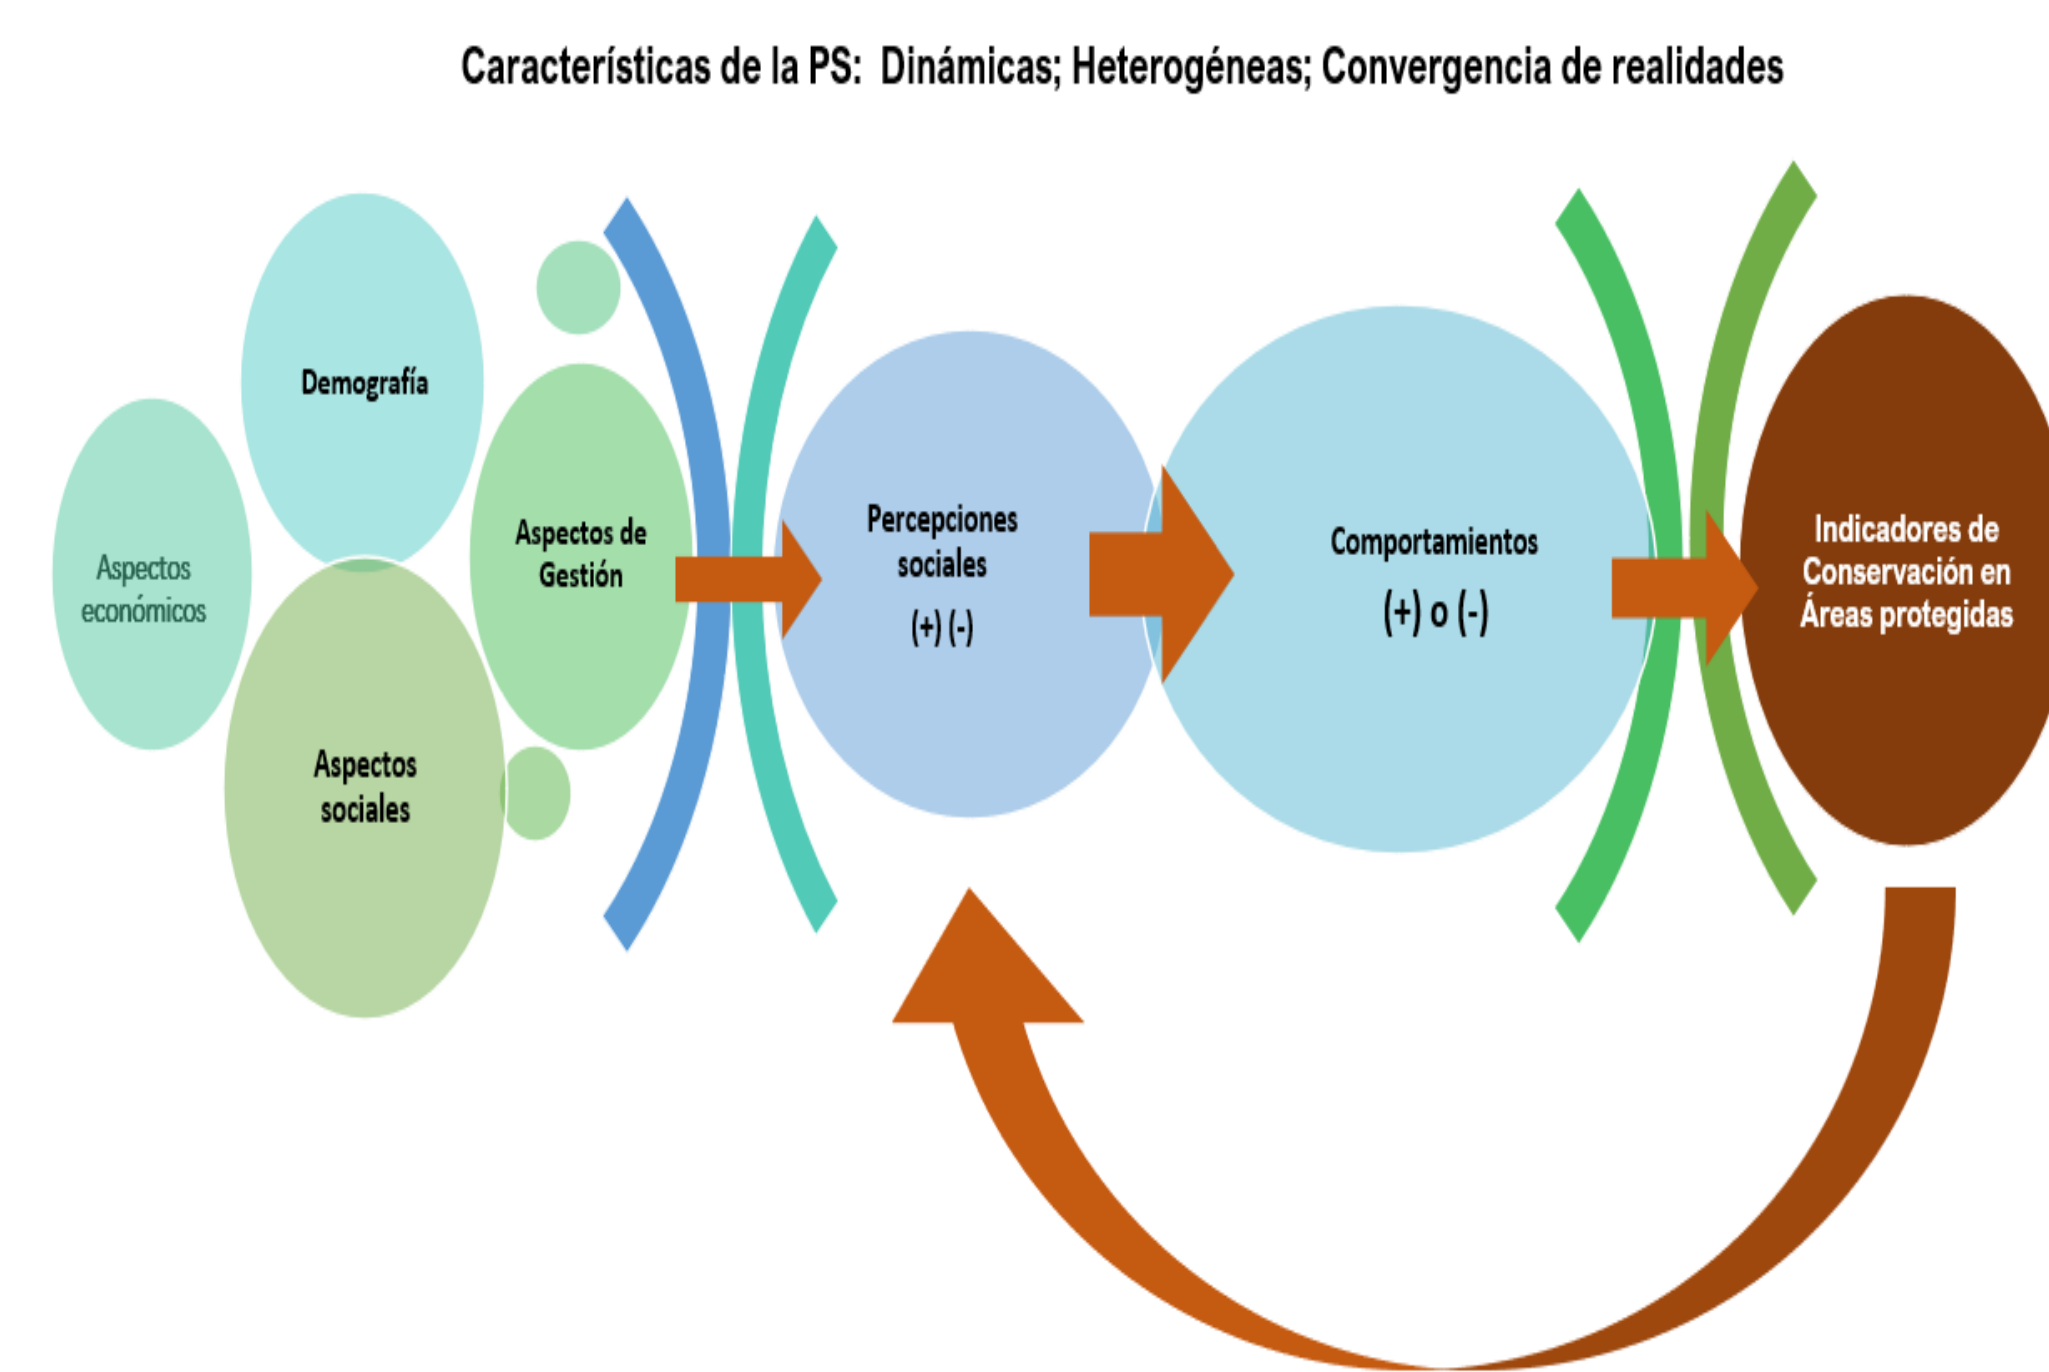 Características de la PS:  Dinámicas; Heterogéneas; Convergencia de realidades
Demografía
Aspectos
económicos
Aspectos
sociales
Aspectos de
Gestión
Percepciones
sociales
(+) (-)
Comportamientos
(+) o (-)
Indicadores de
Conservación en
Áreas protegidas